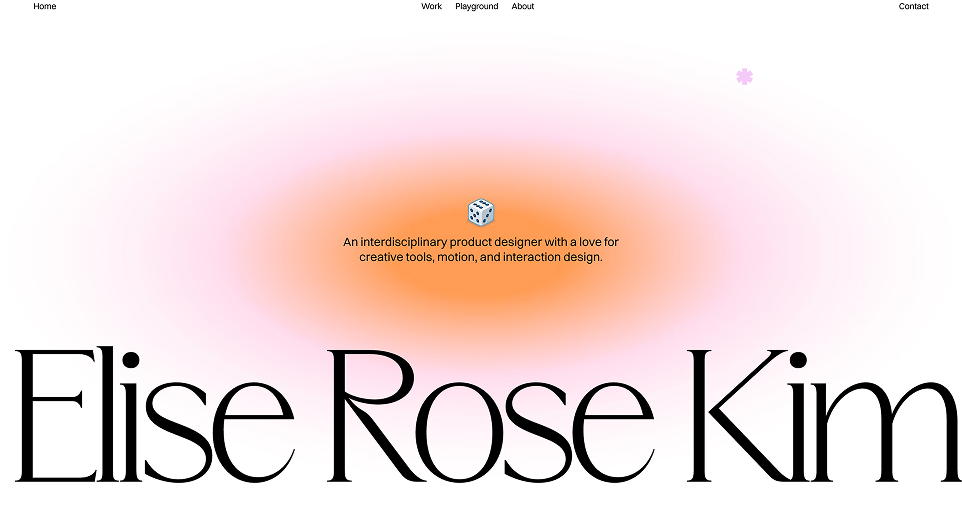 Home
Work Playground About
Contact
An interdisciplinary product designer with a love for
creative tools, motion, and interaction design.
Elise Rose Kim